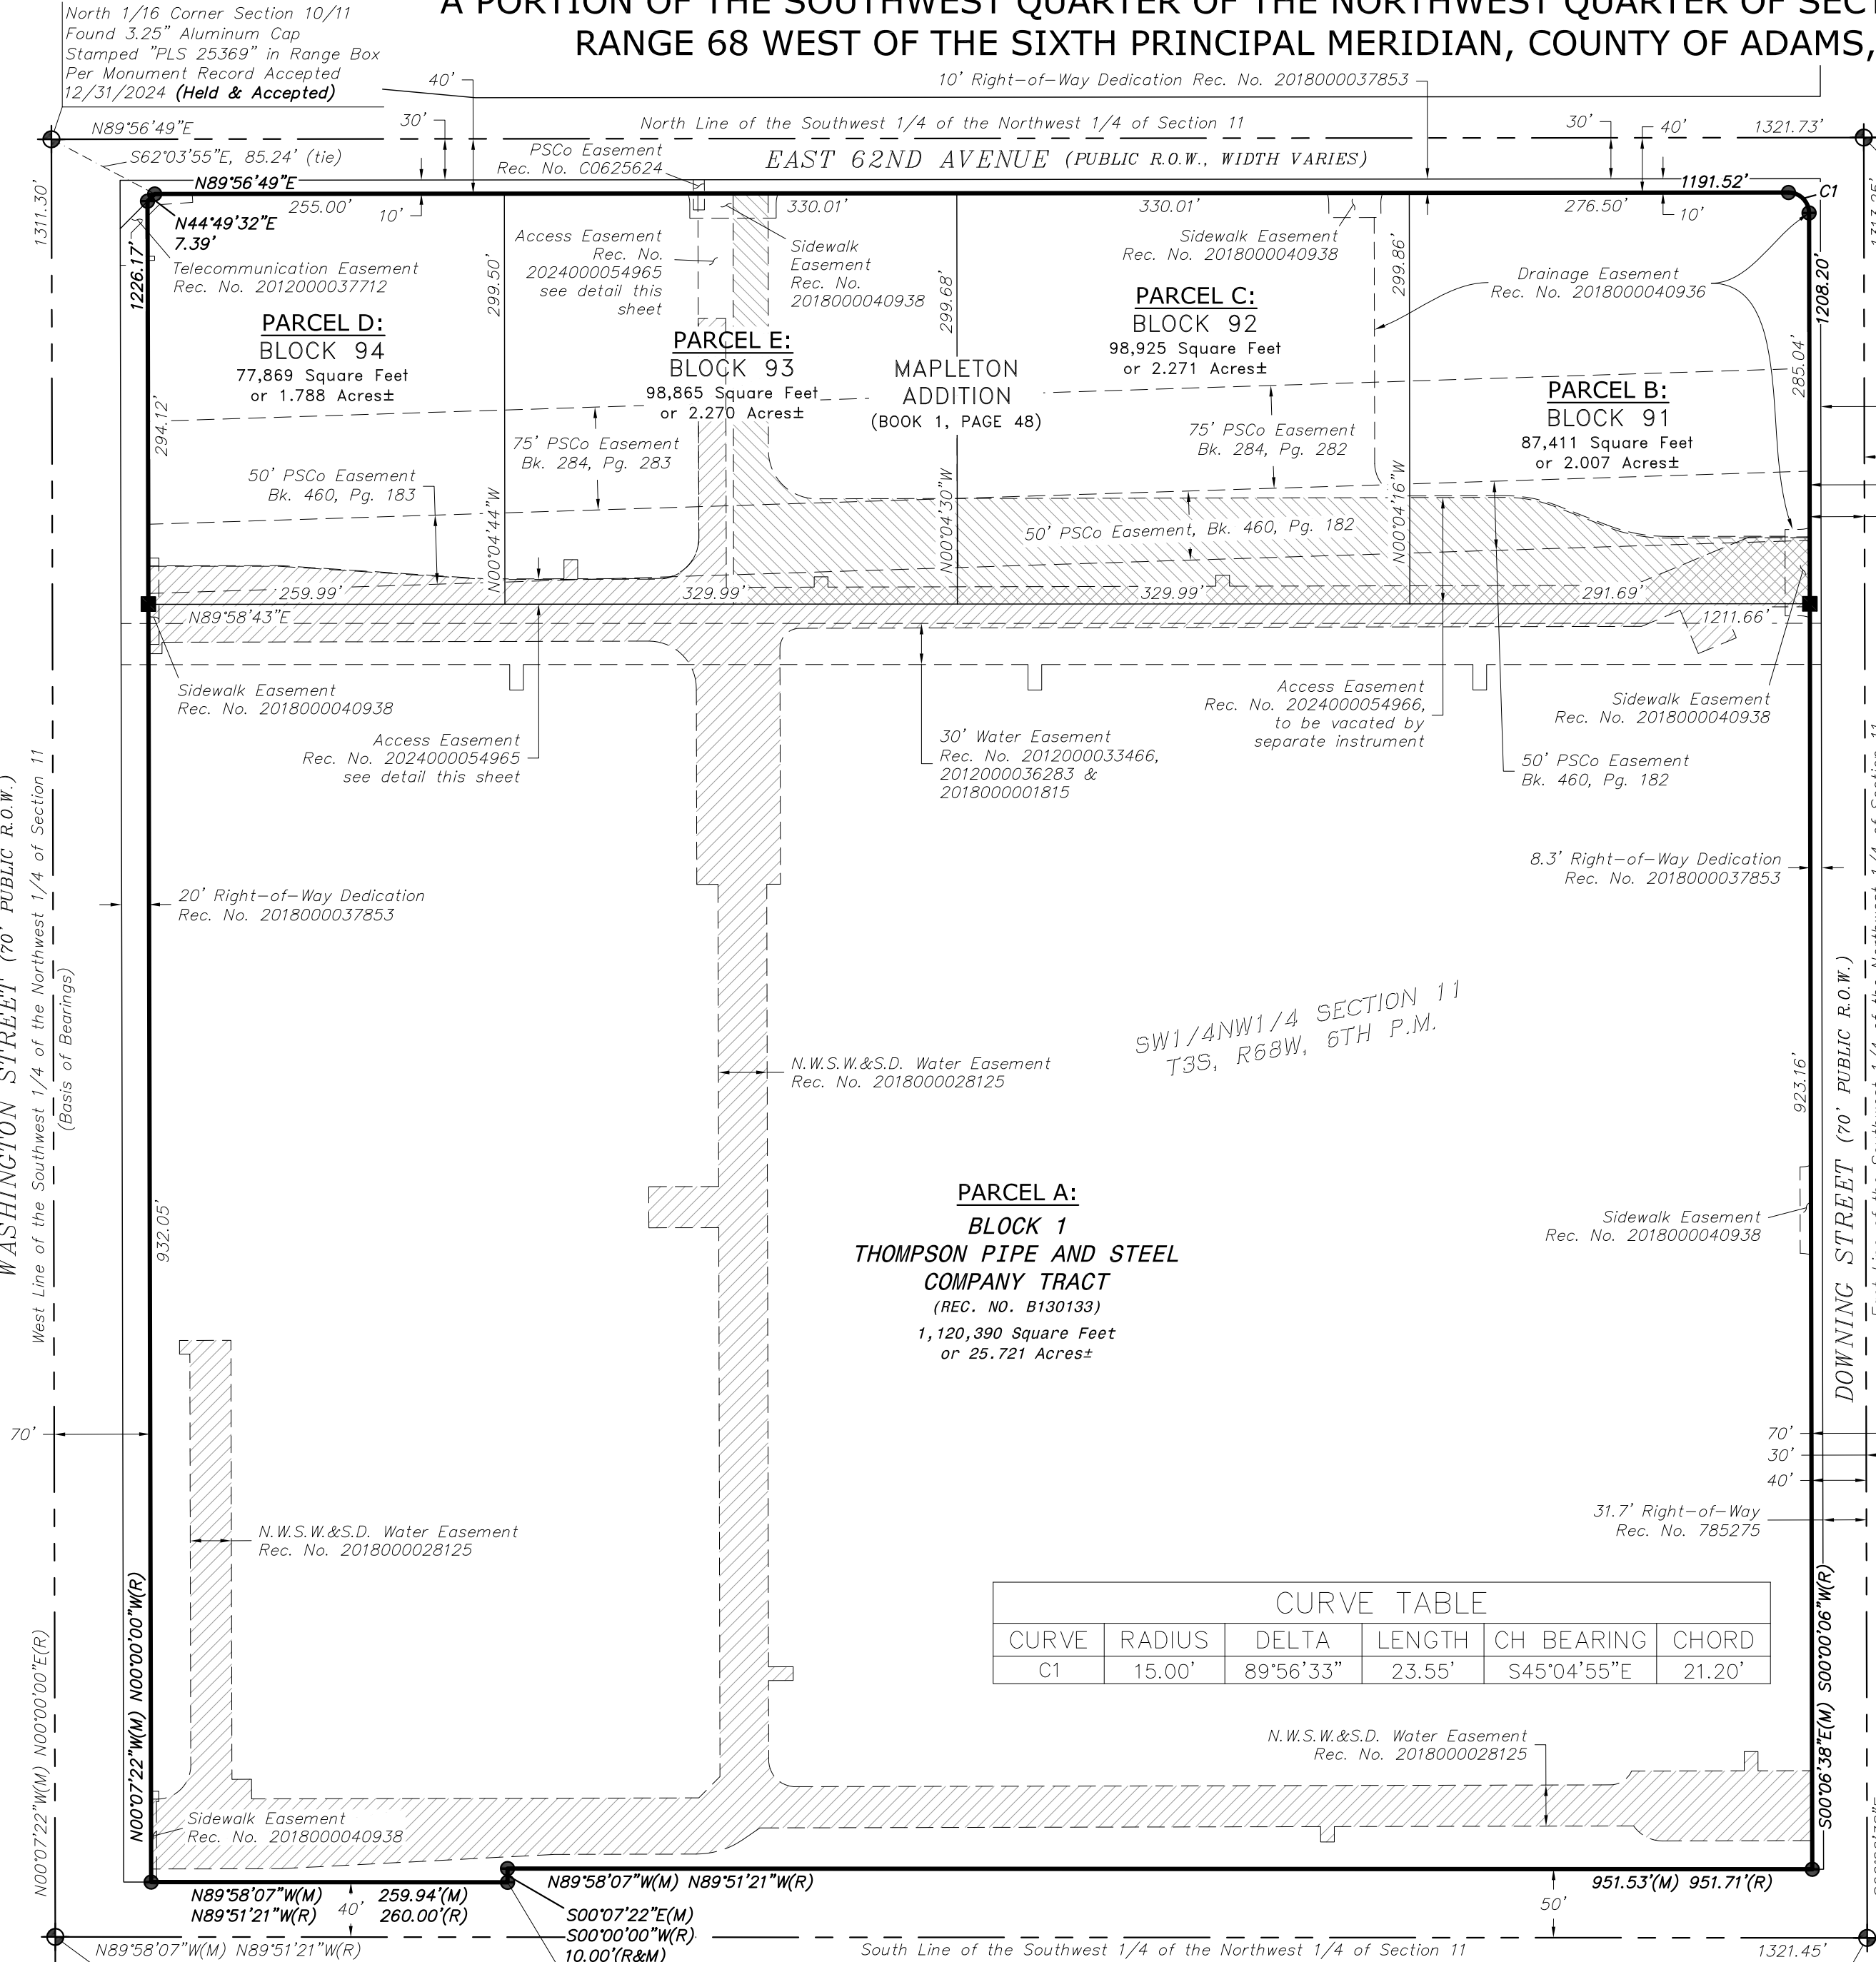 A PORTION OF THE SOUTHWEST QUARTER OF THE NORTHWEST QUARTER OF SECT
RANGE 68 WEST OF THE SIXTH PRINCIPAL MERIDIAN, COUNTY OF ADAMS,
North 1/16 Corner Section 10/11
Found 3.25" Aluminum Cap
Stamped "PLS 25369" in Range Box
Per Monument Record Accepted
12/31/2024 (Held & Accepted)
40'
10' Right-of-Way Dedication Rec. No. 2018000037853
N89°56'49"E
30'
North Line of the Southwest 1/4 of the Northwest 1/4 of Section 11
30'
40'
1321.73'
S62°03'55"E, 85.24' (tie)
PSCo Easement
Rec. No. C0625624
EAST 62ND AVENUE (PUBLIC R.O.W., WIDTH VARIES)
N89°56'49"E
1191.52'
C1
255.00'
10'
330.01'
330.01'
276.50'
10'
N44°49'32"E
7.39'
1311.30'
1313.25'
1226.17'
1208.20'
Telecommunication Easement
Rec. No. 2012000037712
299.50'
Access Easement
Rec. No.
2024000054965
see detail this
sheet
Sidewalk
Easement
Rec. No.
2018000040938
299.68'
Sidewalk Easement
Rec. No. 2018000040938
299.86'
Drainage Easement
Rec. No. 2018000040936
285.04'
PARCEL D:
BLOCK 94
77,869 Square Feet
or 1.788 Acres±
PARCEL E:
BLOCK 93
98,865 Square Feet
or 2.270 Acres±
MAPLETON
ADDITION
(BOOK 1, PAGE 48)
PARCEL C:
BLOCK 92
98,925 Square Feet
or 2.271 Acres±
PARCEL B:
BLOCK 91
87,411 Square Feet
or 2.007 Acres±
294.12'
50' PSCo Easement
Bk. 460, Pg. 183
75' PSCo Easement
Bk. 284, Pg. 283
75' PSCo Easement
Bk. 284, Pg. 282
N00°04'44"W
N00°04'30"W
N00°04'16"W
50' PSCo Easement, Bk. 460, Pg. 182
259.99'
329.99'
329.99'
291.69'
N89°58'43"E
1211.66'
Sidewalk Easement
Rec. No. 2018000040938
Access Easement
Rec. No. 2024000054965
see detail this sheet
30' Water Easement
Rec. No. 2012000033466,
2012000036283 &
2018000001815
Access Easement
Rec. No. 2024000054966,
to be vacated by
separate instrument
Sidewalk Easement
Rec. No. 2018000040938
50' PSCo Easement
Bk. 460, Pg. 182
WASHINGTON STREET (70' PUBLIC R.O.W.)
West Line of the Southwest 1/4 of the Northwest 1/4 of Section 11
(Basis of Bearings)
20' Right-of-Way Dedication
Rec. No. 2018000037853
8.3' Right-of-Way Dedication
Rec. No. 2018000037853
SW1/4NW1/4 SECTION 11
T3S, R68W, 6TH P.M.
N.W.S.W.&S.D. Water Easement
Rec. No. 2018000028125
923.16'
DOWNING STREET (70' PUBLIC R.O.W.)
932.05'
PARCEL A:
BLOCK 1
THOMPSON PIPE AND STEEL
COMPANY TRACT
(REC. NO. B130133)
1,120,390 Square Feet
or 25.721 Acres±
Sidewalk Easement
Rec. No. 2018000040938
70'
70'
30'
40'
31.7' Right-of-Way
Rec. No. 785275
N.W.S.W.&S.D. Water Easement
Rec. No. 2018000028125
CURVE TABLE
CURVE RADIUS DELTA LENGTH CH BEARING CHORD
C1 15.00' 89°56'33" 23.55' S45°04'55"E 21.20'
N00°07'22"W(M) N00°00'00"E(R)
N00°07'22"W(M) N00°00'00"W(R)
S00°06'38"E(M) S00°00'06"W(R)
N.W.S.W.&S.D. Water Easement
Rec. No. 2018000028125
Sidewalk Easement
Rec. No. 2018000040938
N89°58'07"W(M) 259.94'(M)
N89°51'21"W(R) 260.00'(R)
40'
N89°58'07"W(M) N89°51'21"W(R)
951.53'(M) 951.71'(R)
S00°07'22"E(M)
S00°00'00"W(R)
10.00'(R&M)
50'
N89°58'07"W(M) N89°51'21"W(R)
South Line of the Southwest 1/4 of the Northwest 1/4 of Section 11
1321.45'